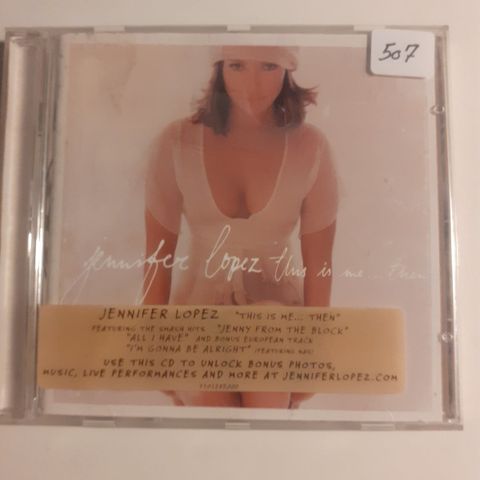 507
jennifer lopez this is me... then
JENNIFER LOPEZ "THIS IS ME... THEN"
FEATURING THE SMASH HITS "JENNY FROM THE BLOCK"
"ALL I HAVE" AND BONUS EUROPEAN TRACK
"I'M GONNA BE ALRIGHT" (FEATURING NAS)
USE THIS CD TO UNLOCK BONUS PHOTOS,
MUSIC, LIVE PERFORMANCES AND MORE AT JENNIFERLOPEZ.COM